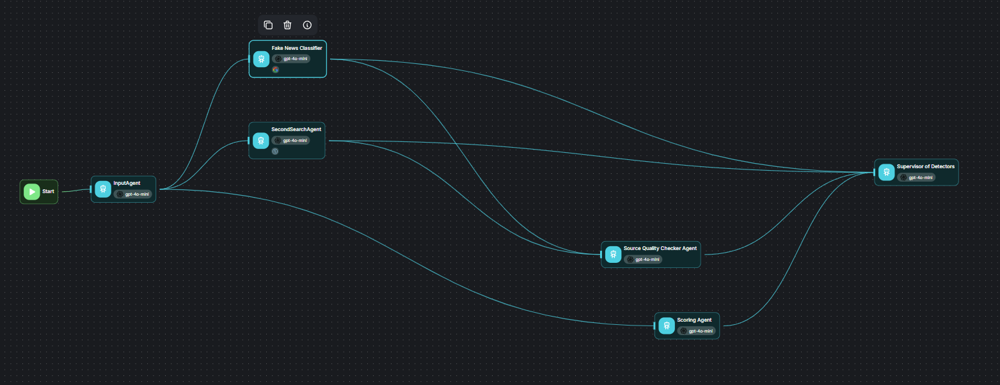 Fake News Classifier
gpt-4o-mini
SecondSearchAgent
gpt-4o-mini
Start
InputAgent
gpt-4o-mini
Supervisor of Detectors
gpt-4o-mini
Source Quality Checker Agent
gpt-4o-mini
Scoring Agent
gpt-4o-mini